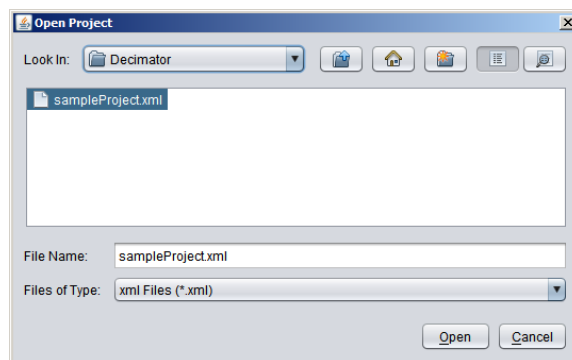 Open Project
Look In: Decimator
sampleProject.xml
File Name: sampleProject.xml
Files of Type: xml Files (*.xml)
Open Cancel